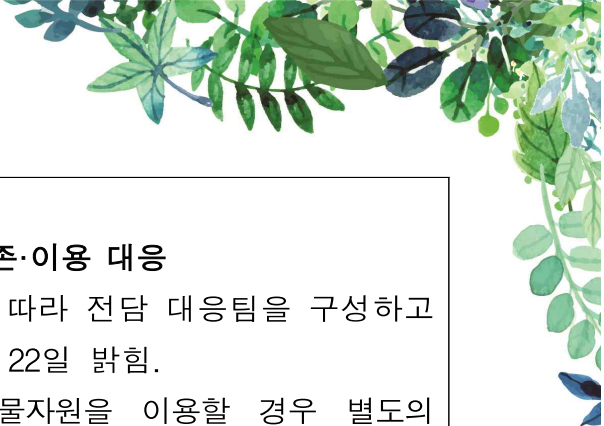 존·이용 대응
따라 전담 대응팀을 구성하고
22일 밝힘.
물자원을 이용할 경우 별도의